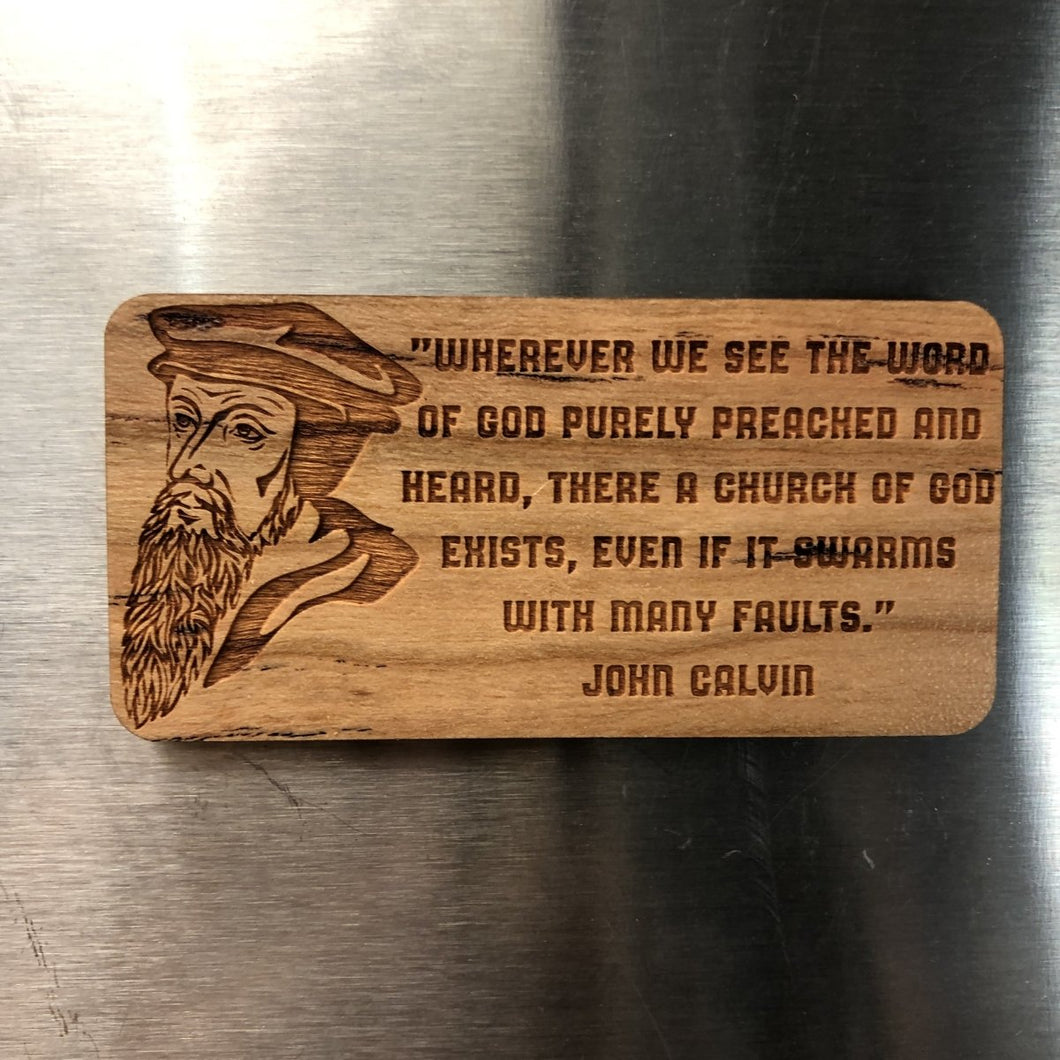 "WHEREVER WE SEE THE WORD
OF GOD PURELY PREACHED AND
HEARD, THERE A CHURCH OF GOD
EXISTS, EVEN IF IT SWARMS
WITH MANY FAULTS."
JOHN CALVIN